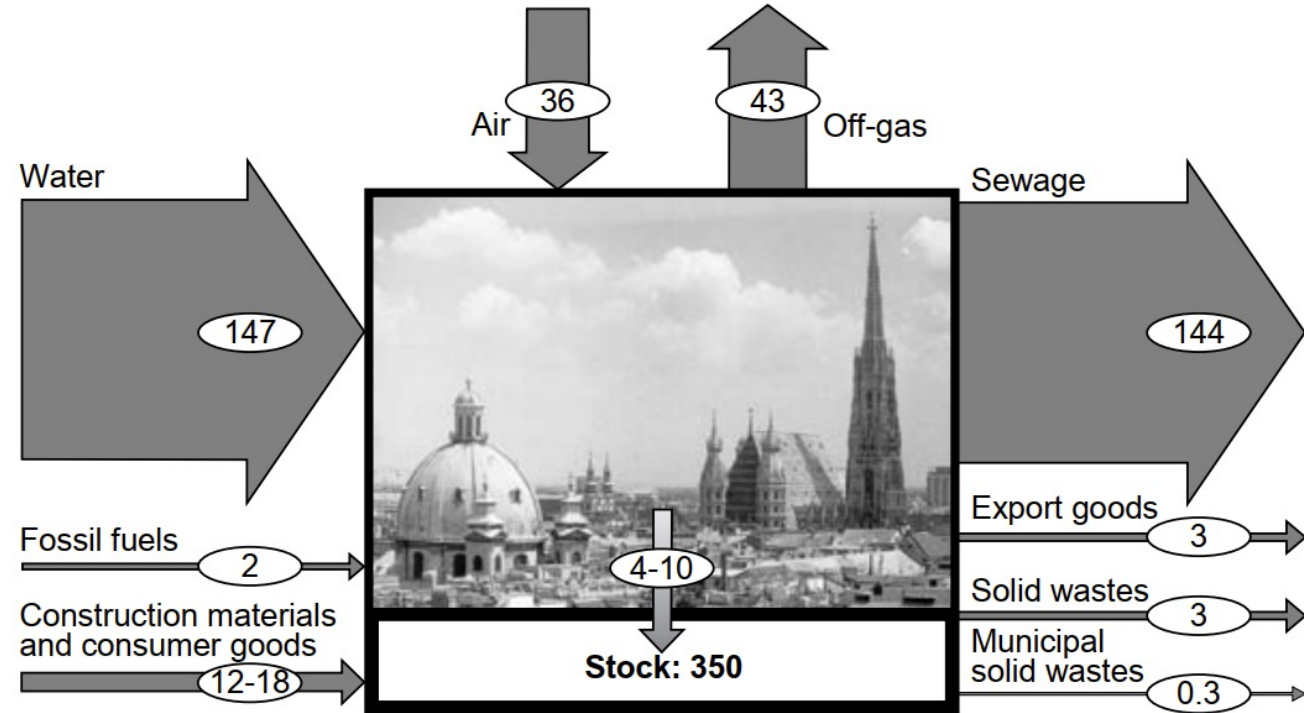 36
43
Air
Off-gas
Water
Sewage
147
144
Export goods
3
Fossil fuels
2
4-10
Solid wastes
3
Construction materials
and consumer goods
12-18
Stock: 350
Municipal
solid wastes
0.3